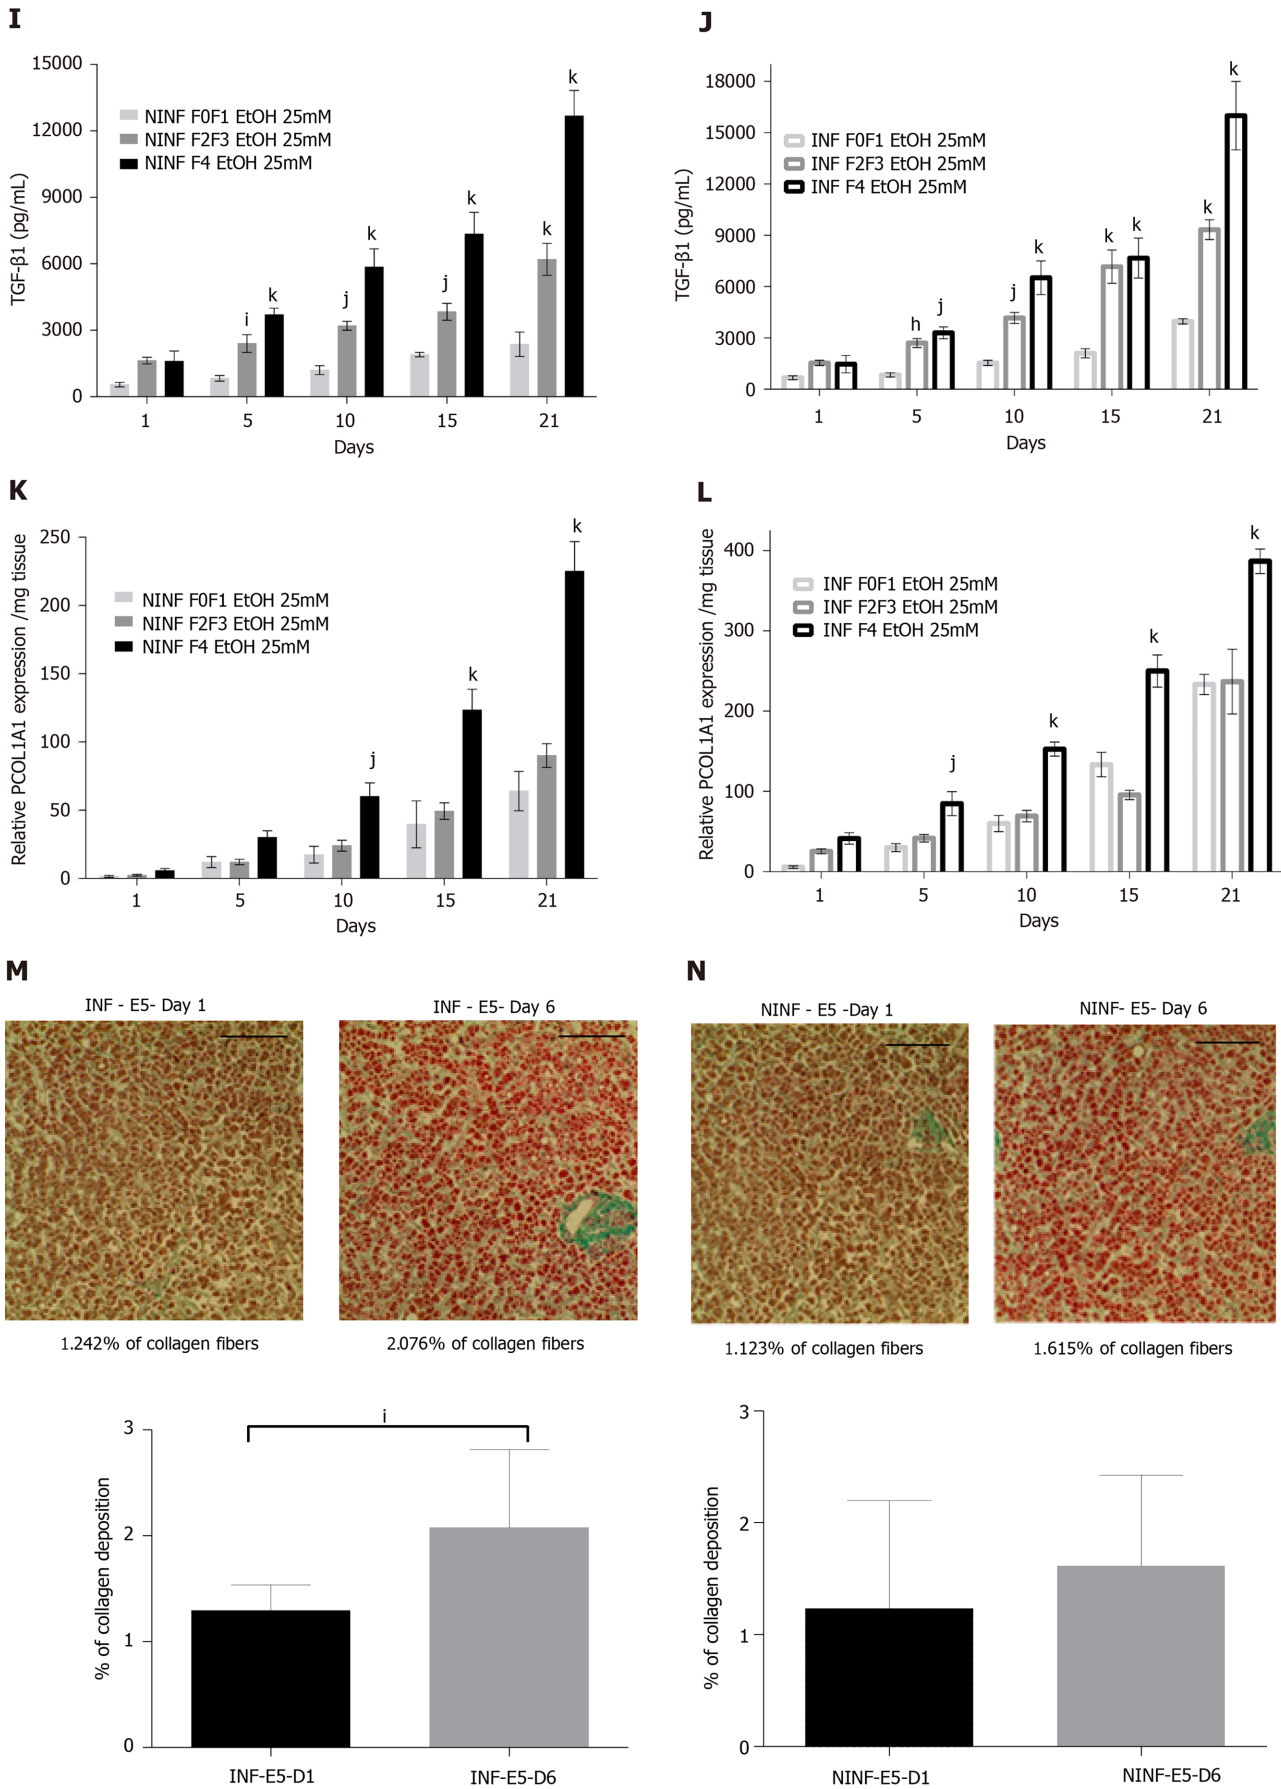 I
TGF-β1 (pg/mL)
15000
12000
9000
6000
3000
0
NINF F0F1 EtOH 25mM
NINF F2F3 EtOH 25mM
NINF F4 EtOH 25mM
i
k
j
k
j
k
k
k
1
5
10
15
21
Days
J
TGF-β1 (pg/mL)
18000
15000
12000
9000
6000
3000
0
INF F0F1 EtOH 25mM
INF F2F3 EtOH 25mM
INF F4 EtOH 25mM
h
j
j
k
k
k
k
k
1
5
10
15
21
Days
K
Relative PCOL1A1 expression /mg tissue
250
200
150
100
50
0
NINF F0F1 EtOH 25mM
NINF F2F3 EtOH 25mM
NINF F4 EtOH 25mM
j
k
k
1
5
10
15
21
Days
L
Relative PCOL1A1 expression /mg tissue
400
300
200
100
0
INF F0F1 EtOH 25mM
INF F2F3 EtOH 25mM
INF F4 EtOH 25mM
j
k
k
k
1
5
10
15
21
Days
M
INF - E5- Day 1
INF - E5- Day 6
1.242% of collagen fibers
2.076% of collagen fibers
% of collagen deposition
3
2
1
0
i
INF-E5-D1
INF-E5-D6
N
NINF - E5 -Day 1
NINF- E5- Day 6
1.123% of collagen fibers
1.615% of collagen fibers
% of collagen deposition
3
2
1
0
NINF-E5-D1
NINF-E5-D6